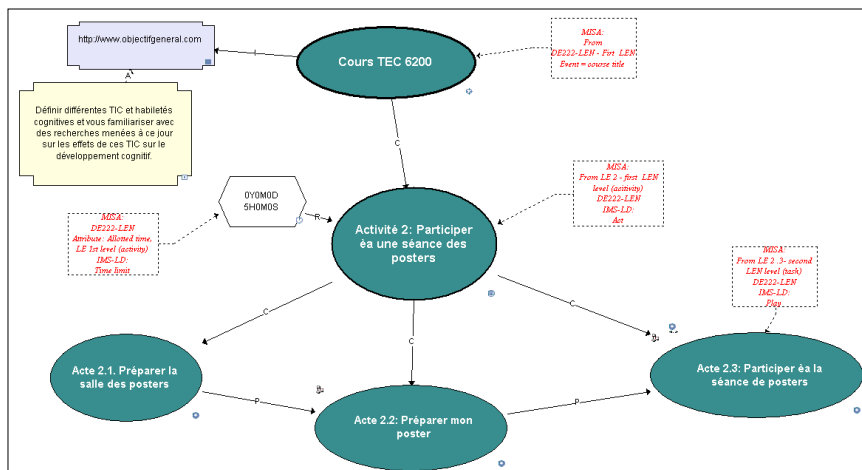 http://www.objectifgeneral.com
I
Cours TEC 6200
MISA:
From
DE222-LEN - Firt LEN
Event = course title
A
Définir différentes TIC et habiletés
cognitives et vous familiariser avec
des recherches menées à ce jour
sur les effets de ces TIC sur le
développement cognitif.
C
0Y0M0D
5H0M0S
R
MISA:
From LE 2 - first LEN
level (acitivity)
DE222-LEN
IMS-LD:
Act
MISA:
DE222-LEN
Attribute: Allotted time,
LE 1st level (activity)
IMS-LD:
Time limit
Activité 2: Participer
èa une séance des
posters
MISA:
From LE 2 .3- second
LEN level (task)
DE222-LEN
IMS-LD:
Play
C
C
C
Acte 2.1. Préparer la
salle des posters
P
Acte 2.2: Préparer mon
poster
P
Acte 2.3: Participer èa la
séance de posters